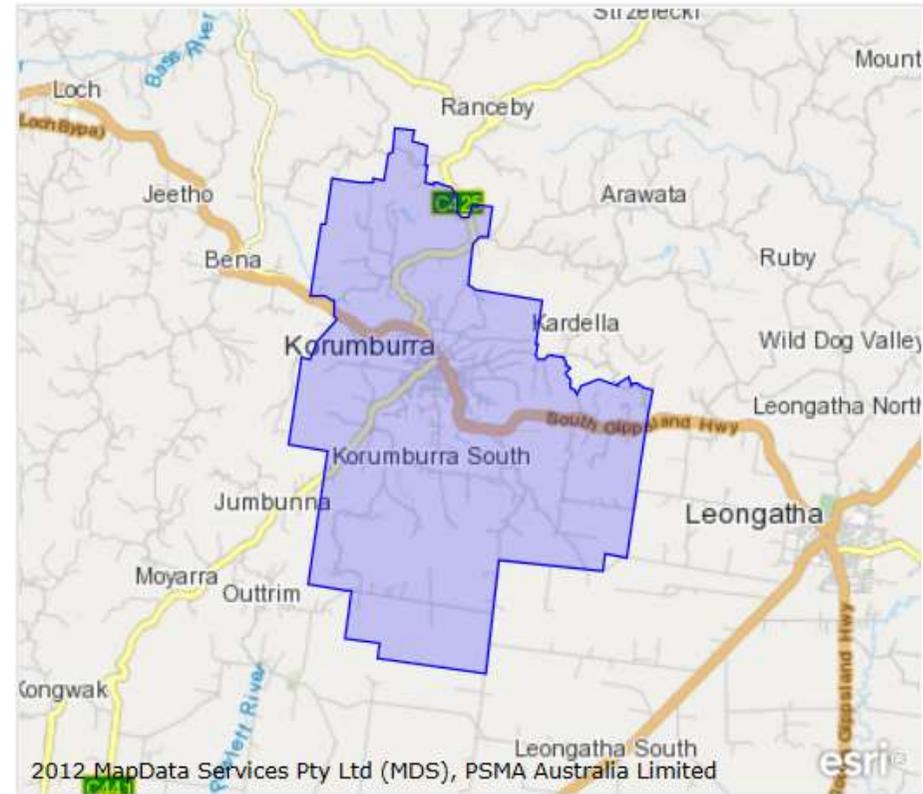 Strzelecki
Bass River
Mount
Loch
Ranceby
(Loch Bypa)
Jeetho
Arawata
C425
Bena
Ruby
Kardella
Korumburra
Wild Dog Valley
Leongatha North
South Gippsland Hwy
Korumburra South
Jumbunna
Leongatha
Moyarra
Outtrim
Kongwak
Powlett River
South Gippsland Hwy
Leongatha South
2012 MapData Services Pty Ltd (MDS), PSMA Australia Limited
esri
C441